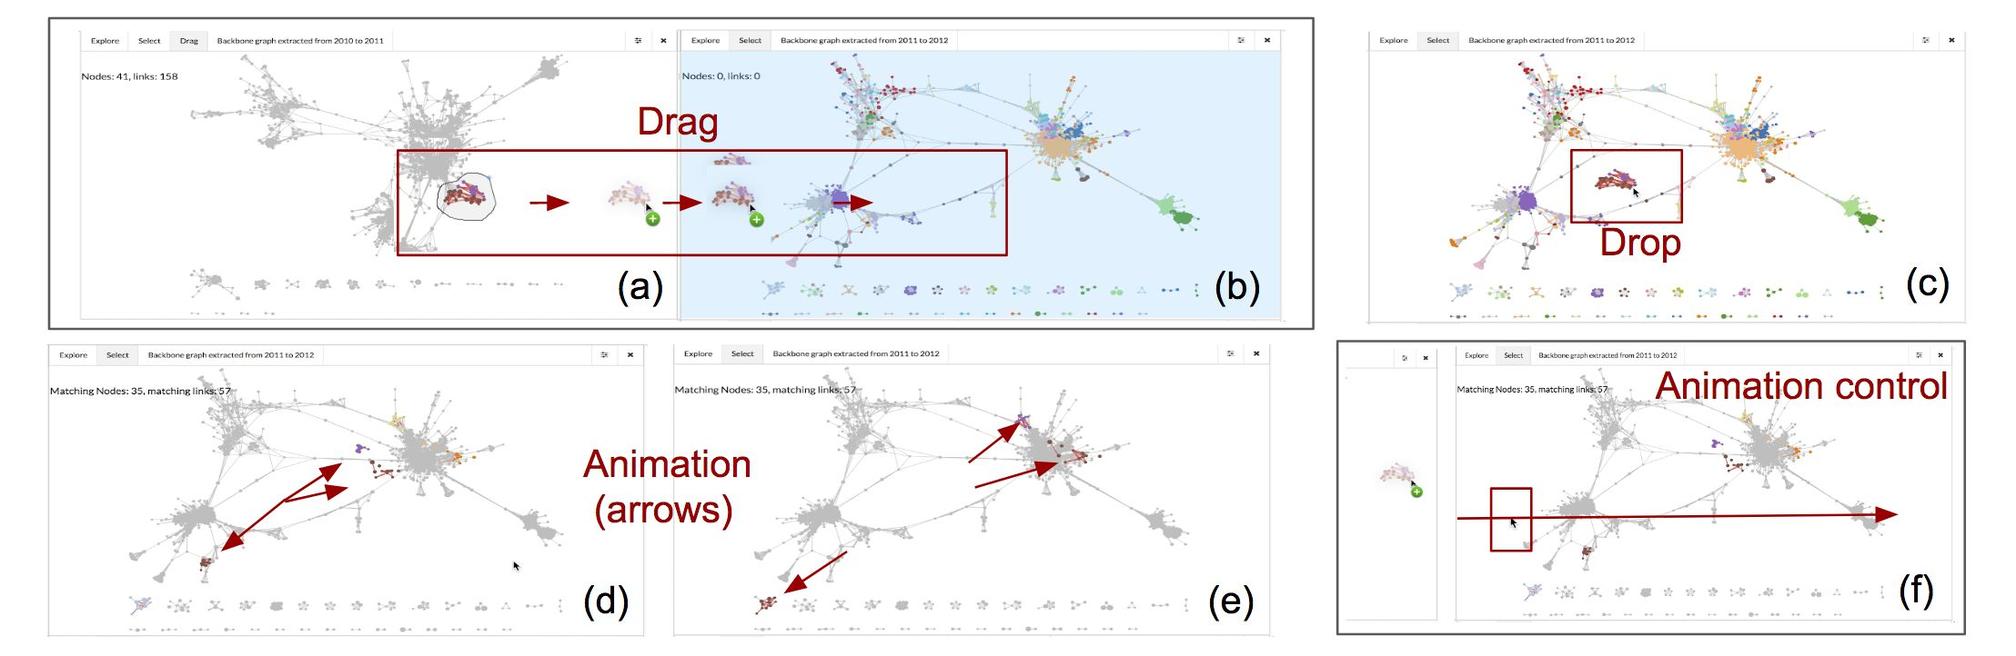 Explore Select Drag Backbone graph extracted from 2010 to 2011
Nodes: 41, links: 158
(a)
Explore Select Backbone graph extracted from 2011 to 2012
Nodes: 0, links: 0
Drag
(b)
Explore Select Backbone graph extracted from 2011 to 2012
Drop
(c)
Explore Select Backbone graph extracted from 2011 to 2012
Matching Nodes: 35, matching links: 57
(d)
Animation
(arrows)
Explore Select Backbone graph extracted from 2011 to 2012
Matching Nodes: 35, matching links: 57
(e)
Explore Select Backbone graph extracted from 2011 to 2012
Matching Nodes: 35, matching links: 57
Animation control
(f)